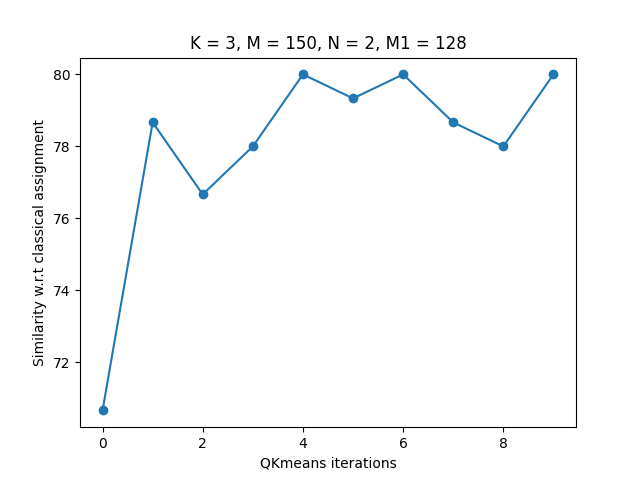 K = 3, M = 150, N = 2, M1 = 128
80
78
76
74
72
Similarity w.r.t classical assignment
0 2 4 6 8
QKmeans iterations